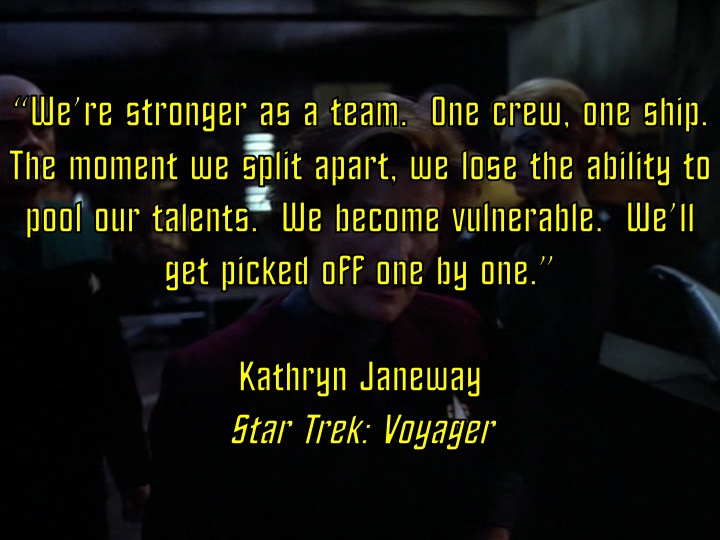 “We’re stronger as a team.  One crew, one ship.
The moment we split apart, we lose the ability to
pool our talents.  We become vulnerable.  We’ll
get picked off one by one.”
Kathryn Janeway
Star Trek: Voyager